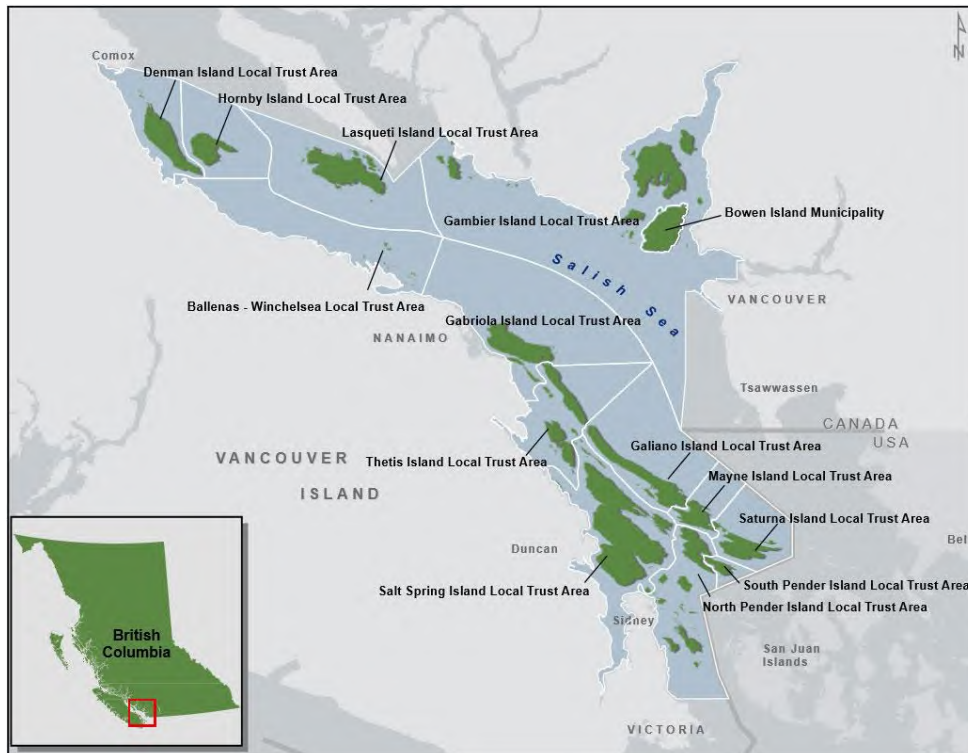 N
Comox
Denman Island Local Trust Area
Hornby Island Local Trust Area
Lasqueti Island Local Trust Area
Gambier Island Local Trust Area
Bowen Island Municipality
Salish Sea
Ballenas - Winchelsea Local Trust Area
VANCOUVER
Gabriola Island Local Trust Area
NANAIMO
Tsawwassen
CANADA
USA
Galiano Island Local Trust Area
VANCOUVER
ISLAND
Thetis Island Local Trust Area
Mayne Island Local Trust Area
Saturna Island Local Trust Area
Duncan
Bel
Salt Spring Island Local Trust Area
South Pender Island Local Trust Area
North Pender Island Local Trust Area
Sidney
San Juan
Islands
VICTORIA
British
Columbia